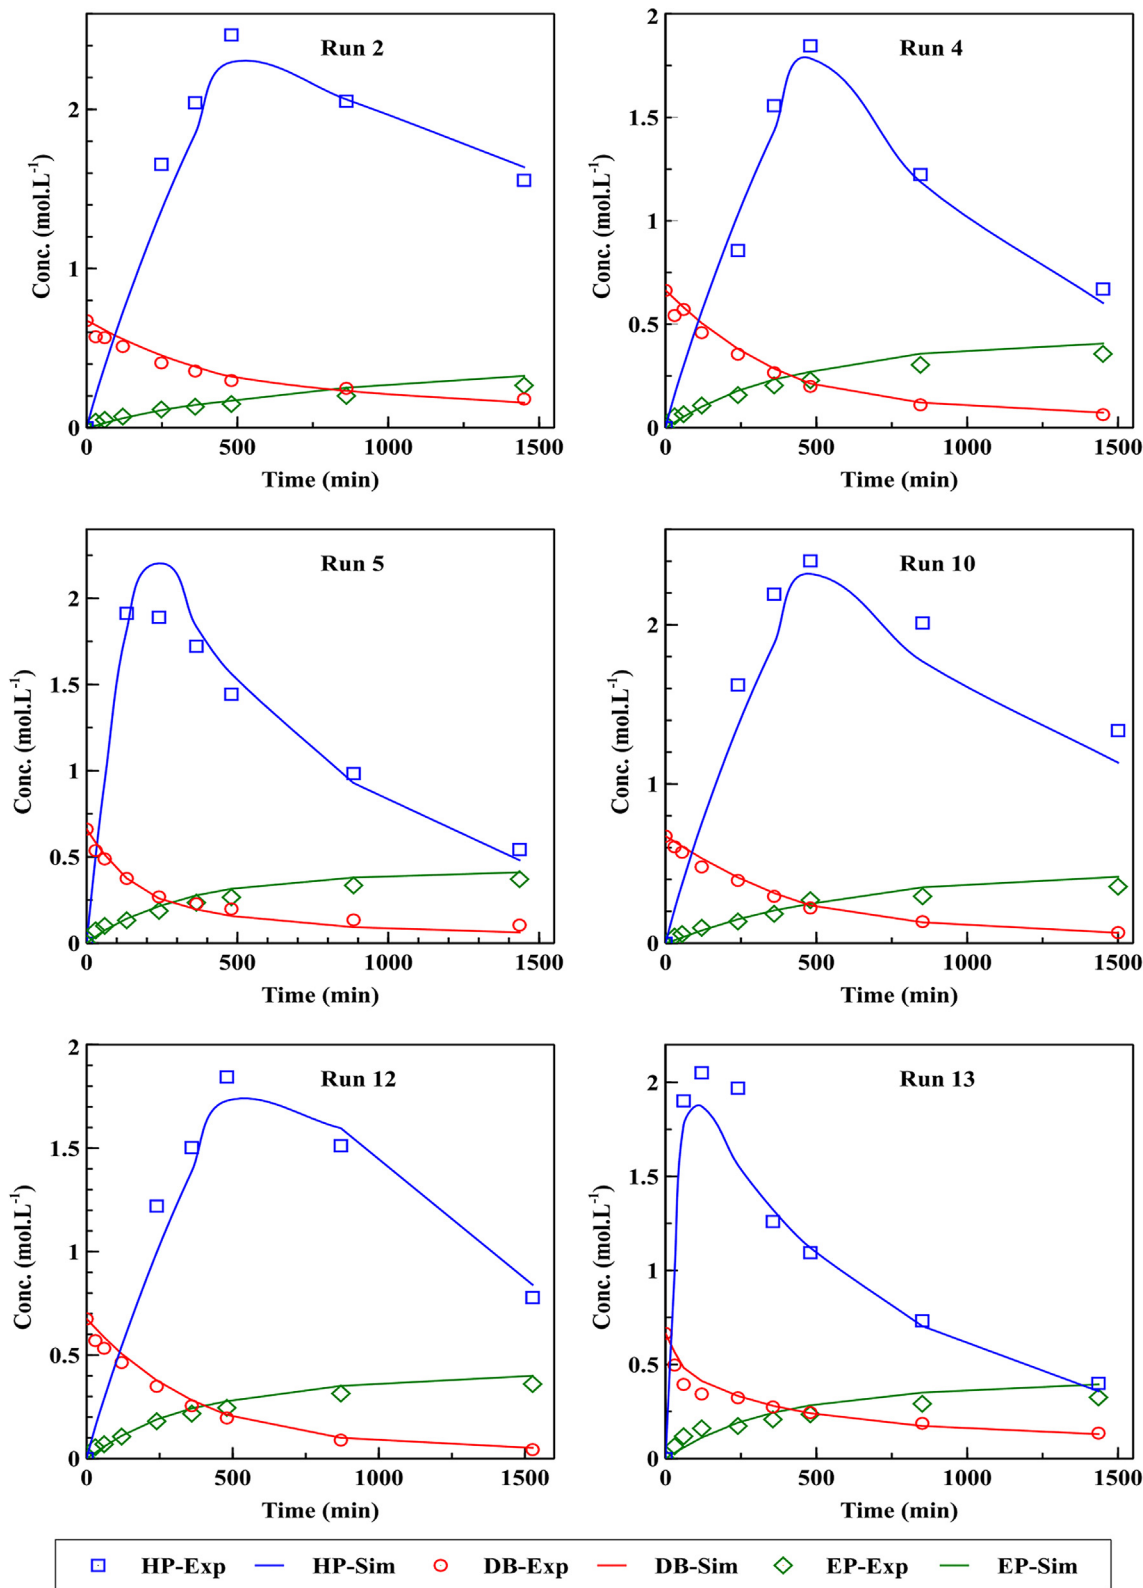 Run 2
Conc. (mol.L⁻¹)
2
1
0
0
500
1000
1500
Time (min)
Run 4
Conc. (mol.L⁻¹)
2
1.5
1
0.5
0
0
500
1000
1500
Time (min)
Run 5
Conc. (mol.L⁻¹)
2
1.5
1
0.5
0
0
500
1000
1500
Time (min)
Run 10
Conc. (mol.L⁻¹)
2
1
0
0
500
1000
1500
Time (min)
Run 12
Conc. (mol.L⁻¹)
2
1.5
1
0.5
0
0
500
1000
1500
Time (min)
Run 13
Conc. (mol.L⁻¹)
2
1.5
1
0.5
0
0
500
1000
1500
Time (min)
HP-Exp HP-Sim DB-Exp DB-Sim EP-Exp EP-Sim